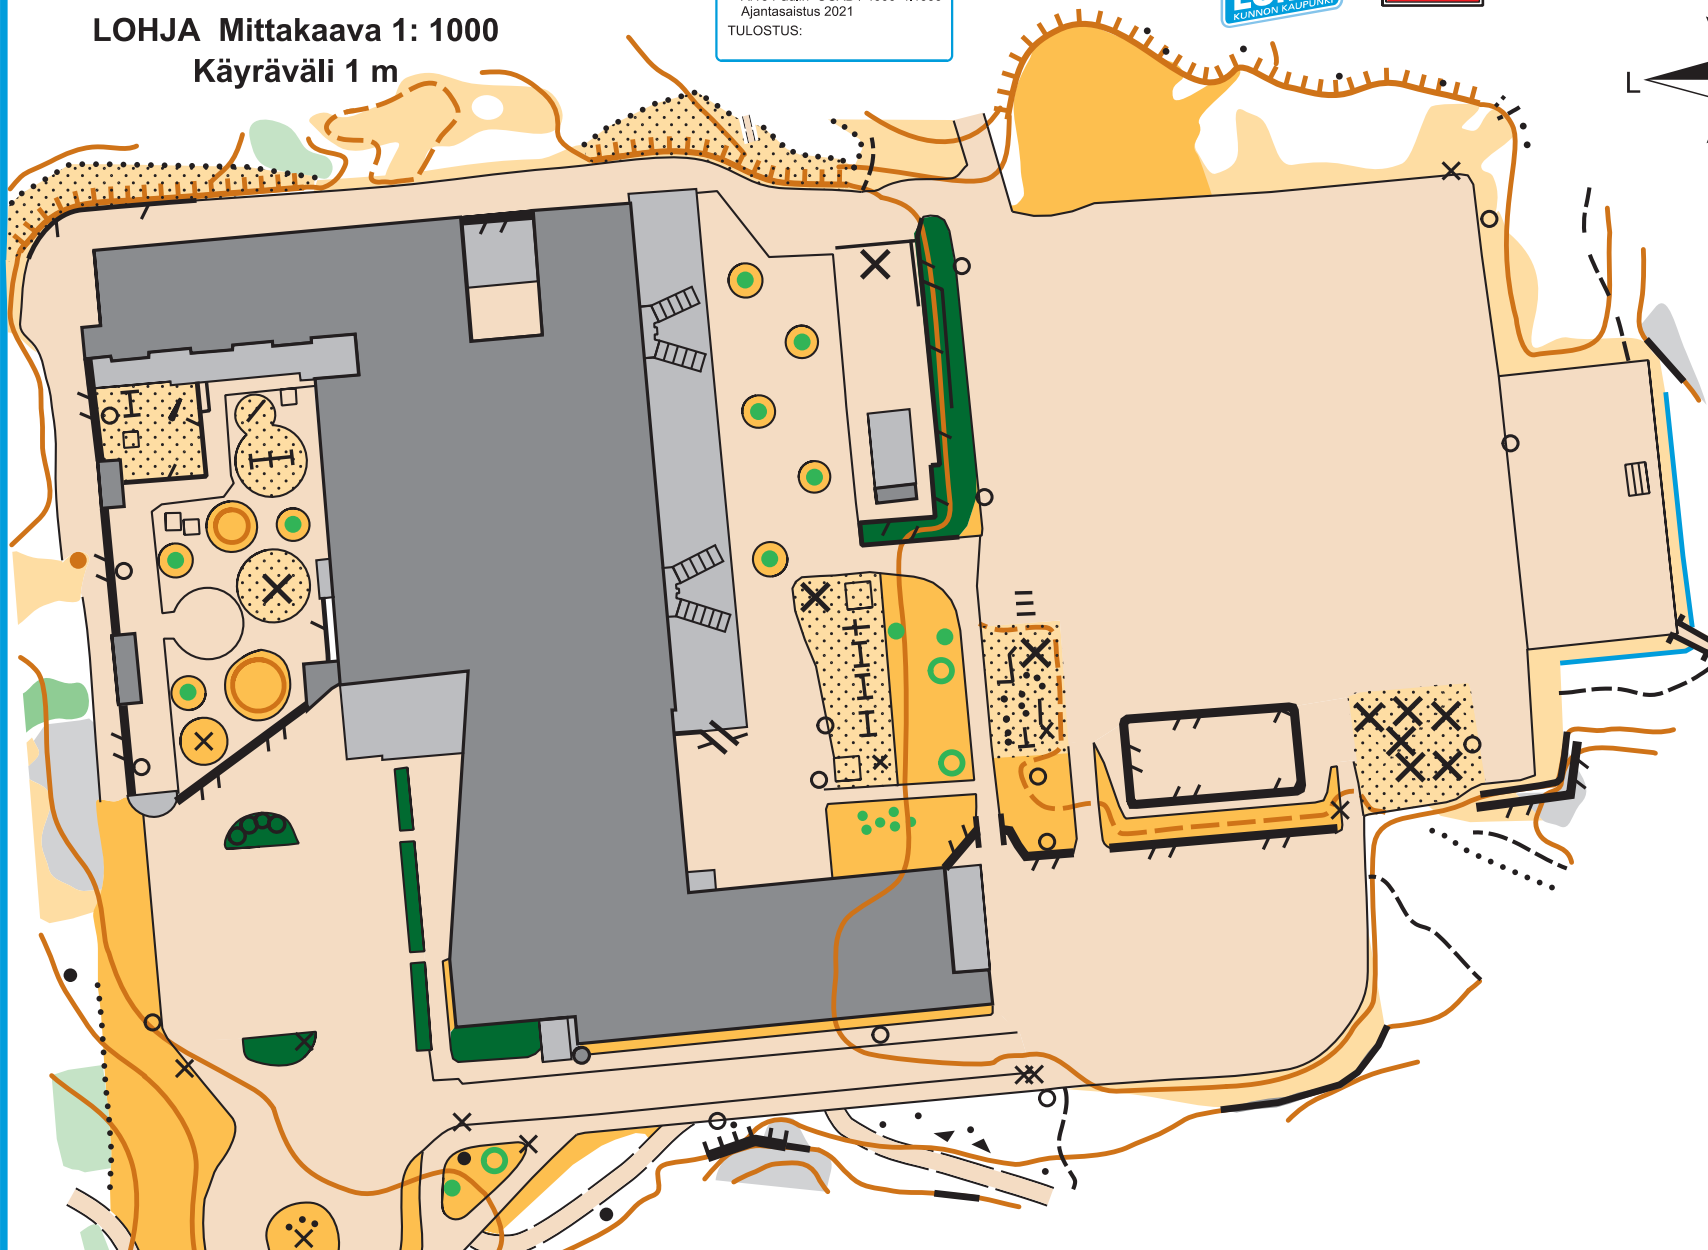 LOHJA Mittakaava 1: 1000
Käyräväli 1 m
Ajantasaistus 2021
TULOSTUS:
KUNNON KAUPUNKI
L